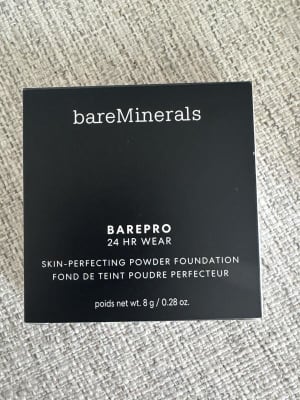 bareMinerals
BAREPRO
24 HR WEAR
SKIN-PERFECTING POWDER FOUNDATION
FOND DE TEINT POUDRE PERFECTEUR
poids net wt. 8 g / 0.28 oz.